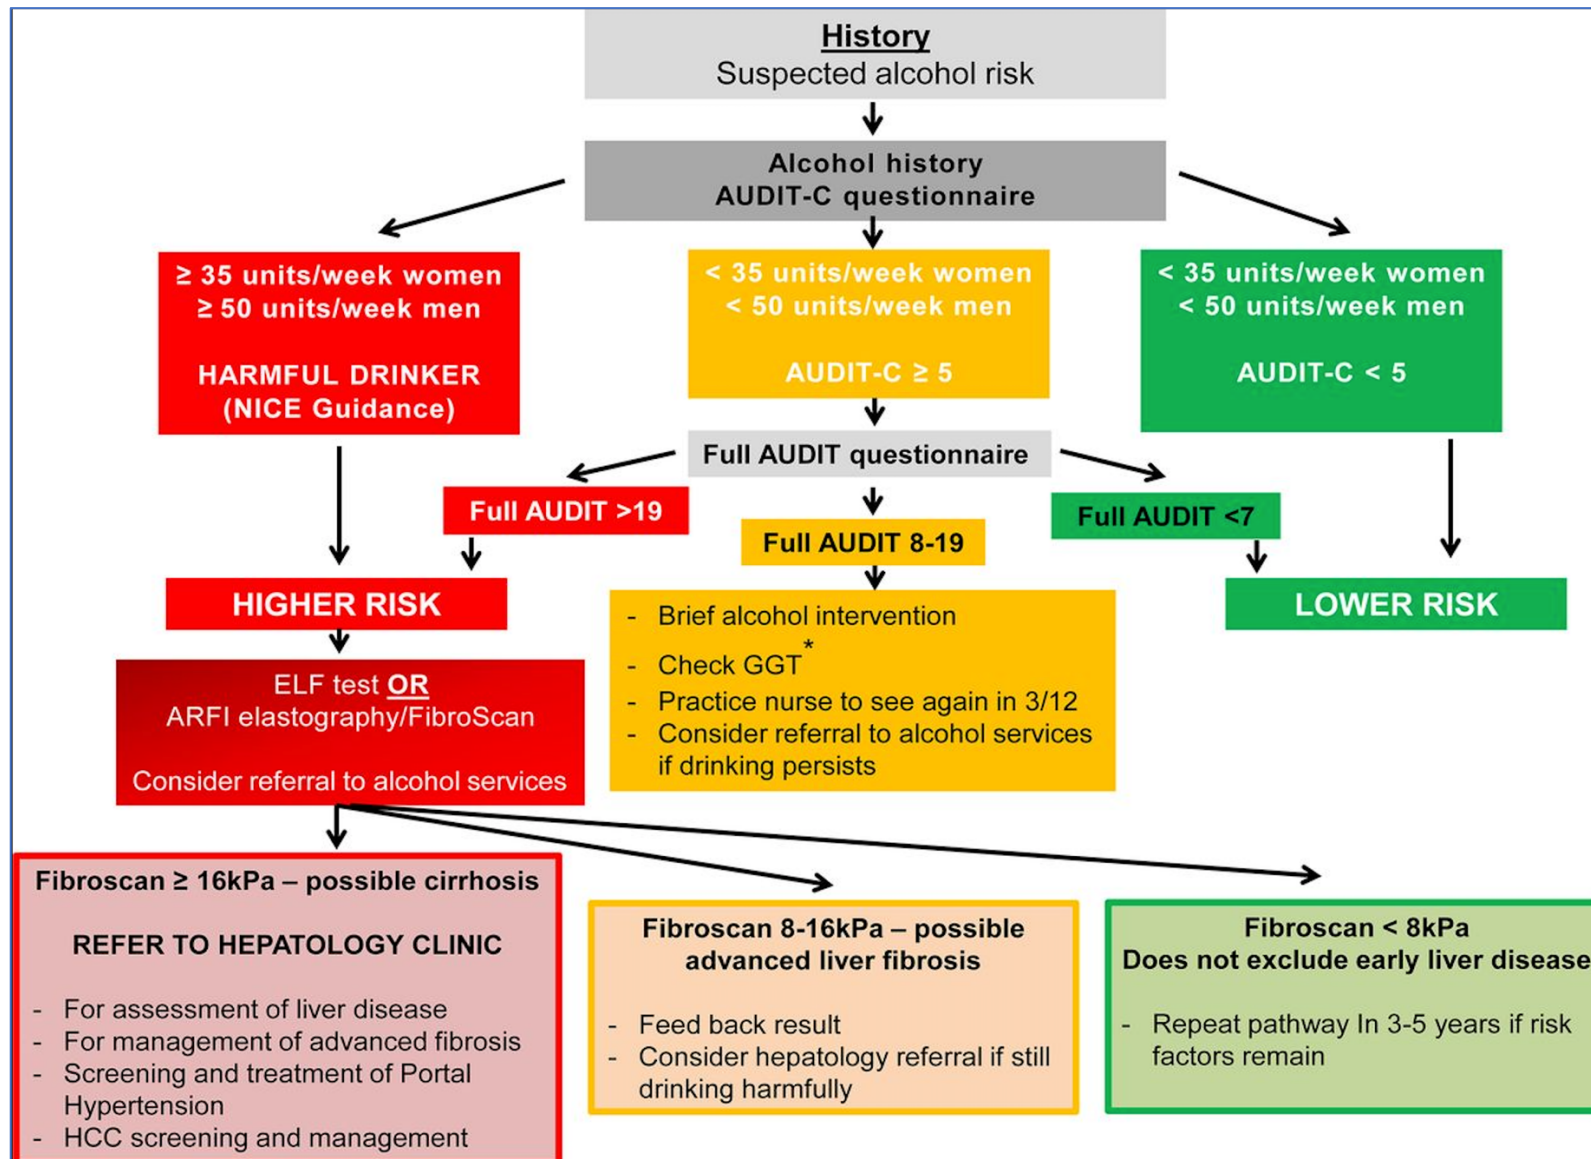 History
Suspected alcohol risk
Alcohol history
AUDIT-C questionnaire
≥ 35 units/week women
≥ 50 units/week men
HARMFUL DRINKER
(NICE Guidance)
< 35 units/week women
< 50 units/week men
AUDIT-C ≥ 5
< 35 units/week women
< 50 units/week men
AUDIT-C < 5
Full AUDIT questionnaire
Full AUDIT >19
Full AUDIT 8-19
Full AUDIT <7
HIGHER RISK
- Brief alcohol intervention
- Check GGT*
- Practice nurse to see again in 3/12
- Consider referral to alcohol services
if drinking persists
LOWER RISK
ELF test OR
ARFI elastography/FibroScan
Consider referral to alcohol services
Fibroscan ≥ 16kPa – possible cirrhosis
REFER TO HEPATOLOGY CLINIC
- For assessment of liver disease
- For management of advanced fibrosis
- Screening and treatment of Portal
Hypertension
- HCC screening and management
Fibroscan 8-16kPa – possible
advanced liver fibrosis
- Feed back result
- Consider hepatology referral if still
drinking harmfully
Fibroscan < 8kPa
Does not exclude early liver disease
- Repeat pathway In 3-5 years if risk
factors remain